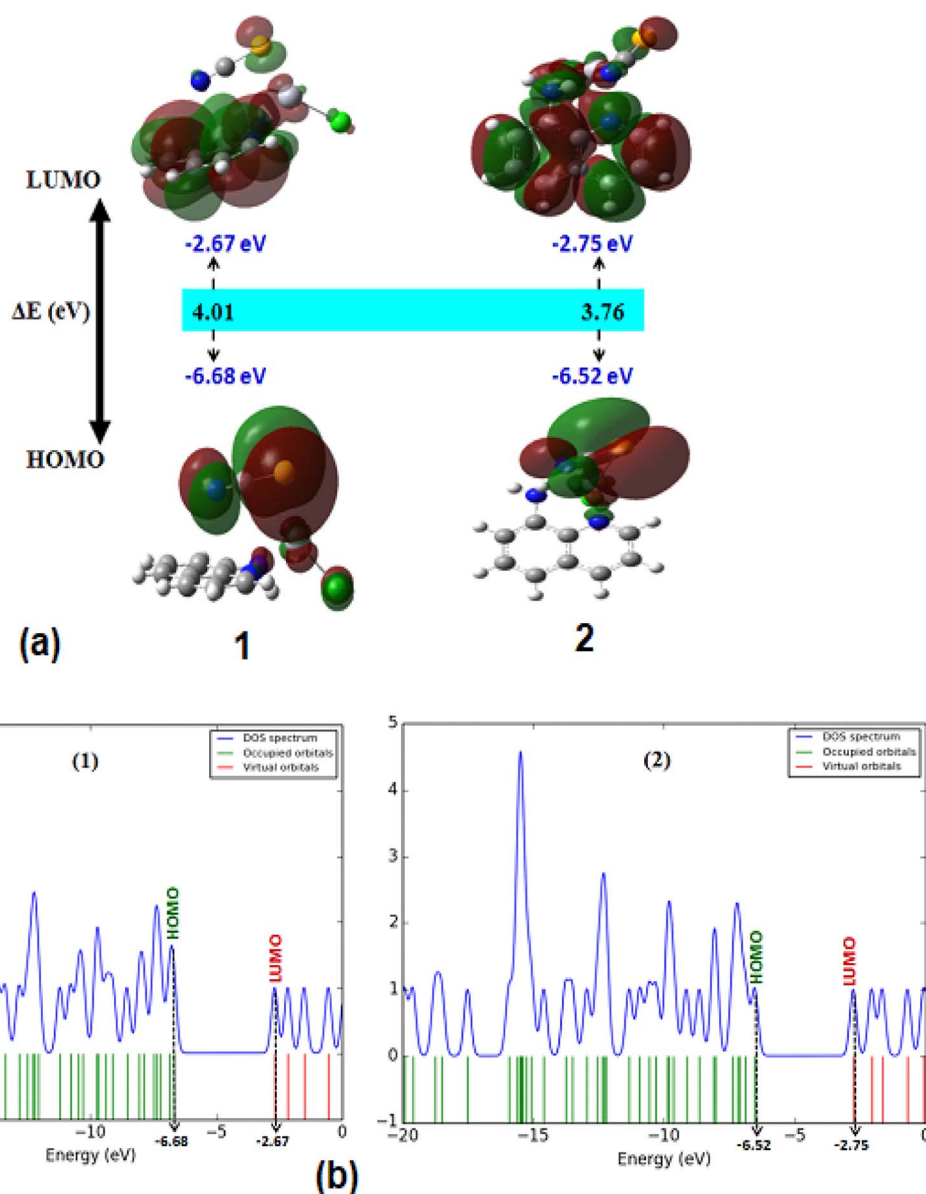 LUMO
-2.67 eV
-2.75 eV
ΔE (eV)
4.01
3.76
-6.68 eV
-6.52 eV
HOMO
(a)
1
2
(1)
DOS spectrum
Occupied orbitals
Virtual orbitals
HOMO
LUMO
−10
-6.68
−5
-2.67
0
Energy (eV)
5
4
3
2
1
0
−1
(2)
DOS spectrum
Occupied orbitals
Virtual orbitals
HOMO
LUMO
−20
−15
−10
-6.52
−5
-2.75
0
Energy (eV)
(b)